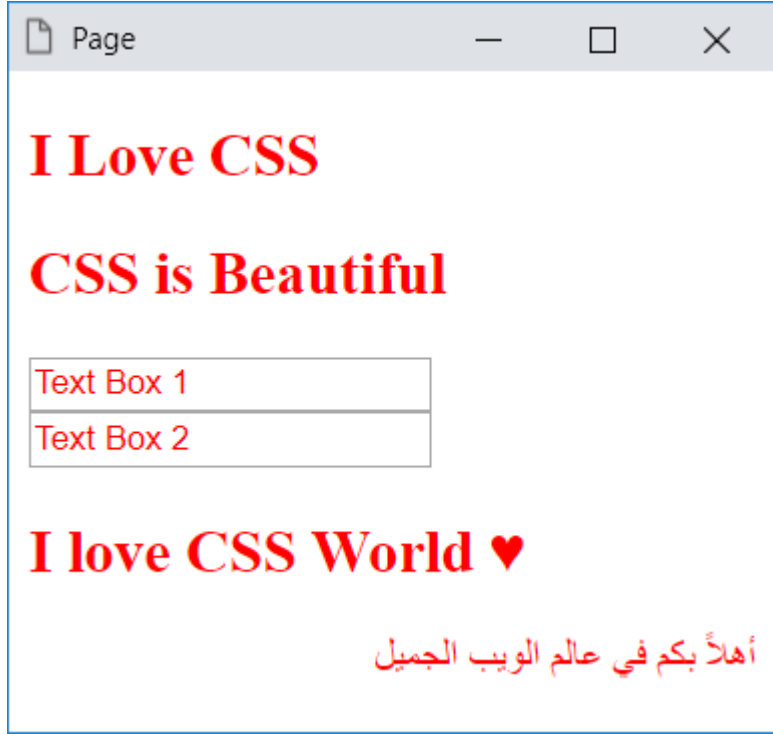 Page
I Love CSS
CSS is Beautiful
Text Box 1
Text Box 2
I love CSS World ♥
أهلاً بكم في عالم الويب الجميل